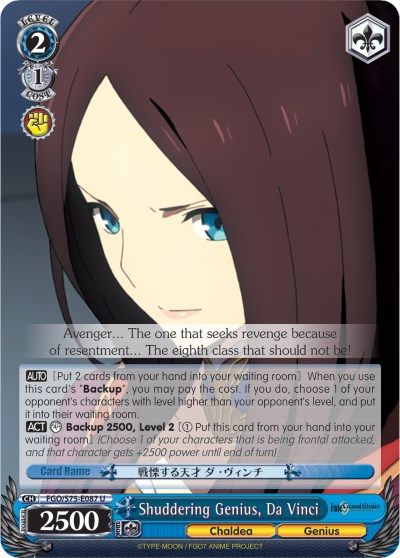 LEVEL
2
1
COST
Avenger... The one that seeks revenge because
of resentment... The eighth class that should not be!
AUTO [Put 2 cards from your hand into your waiting room] When you use
this card's "Backup", you may pay the cost. If you do, choose 1 of your
opponent's characters with level higher than your opponent's level, and put
it into their waiting room.
ACT Backup 2500, Level 2 [① Put this card from your hand into your
waiting room] (Choose 1 of your characters that is being frontal attacked,
and that character gets +2500 power until end of turn)
Card Name 戦慄する天才 ダ・ヴィンチ
CH FGO/S75-E087 U
2500
Shuddering Genius, Da Vinci
Chaldea Genius
©TYPE-MOON / FGO7 ANIME PROJECT